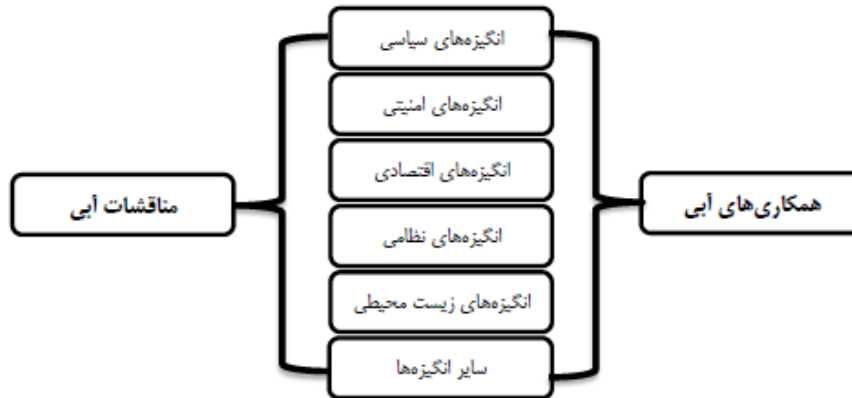 انگیزه‌های سیاسی
انگیزه‌های امنیتی
انگیزه‌های اقتصادی
همکاری‌های آبی
مناقشات آبی
انگیزه‌های نظامی
انگیزه‌های زیست محیطی
سایر انگیزه‌ها